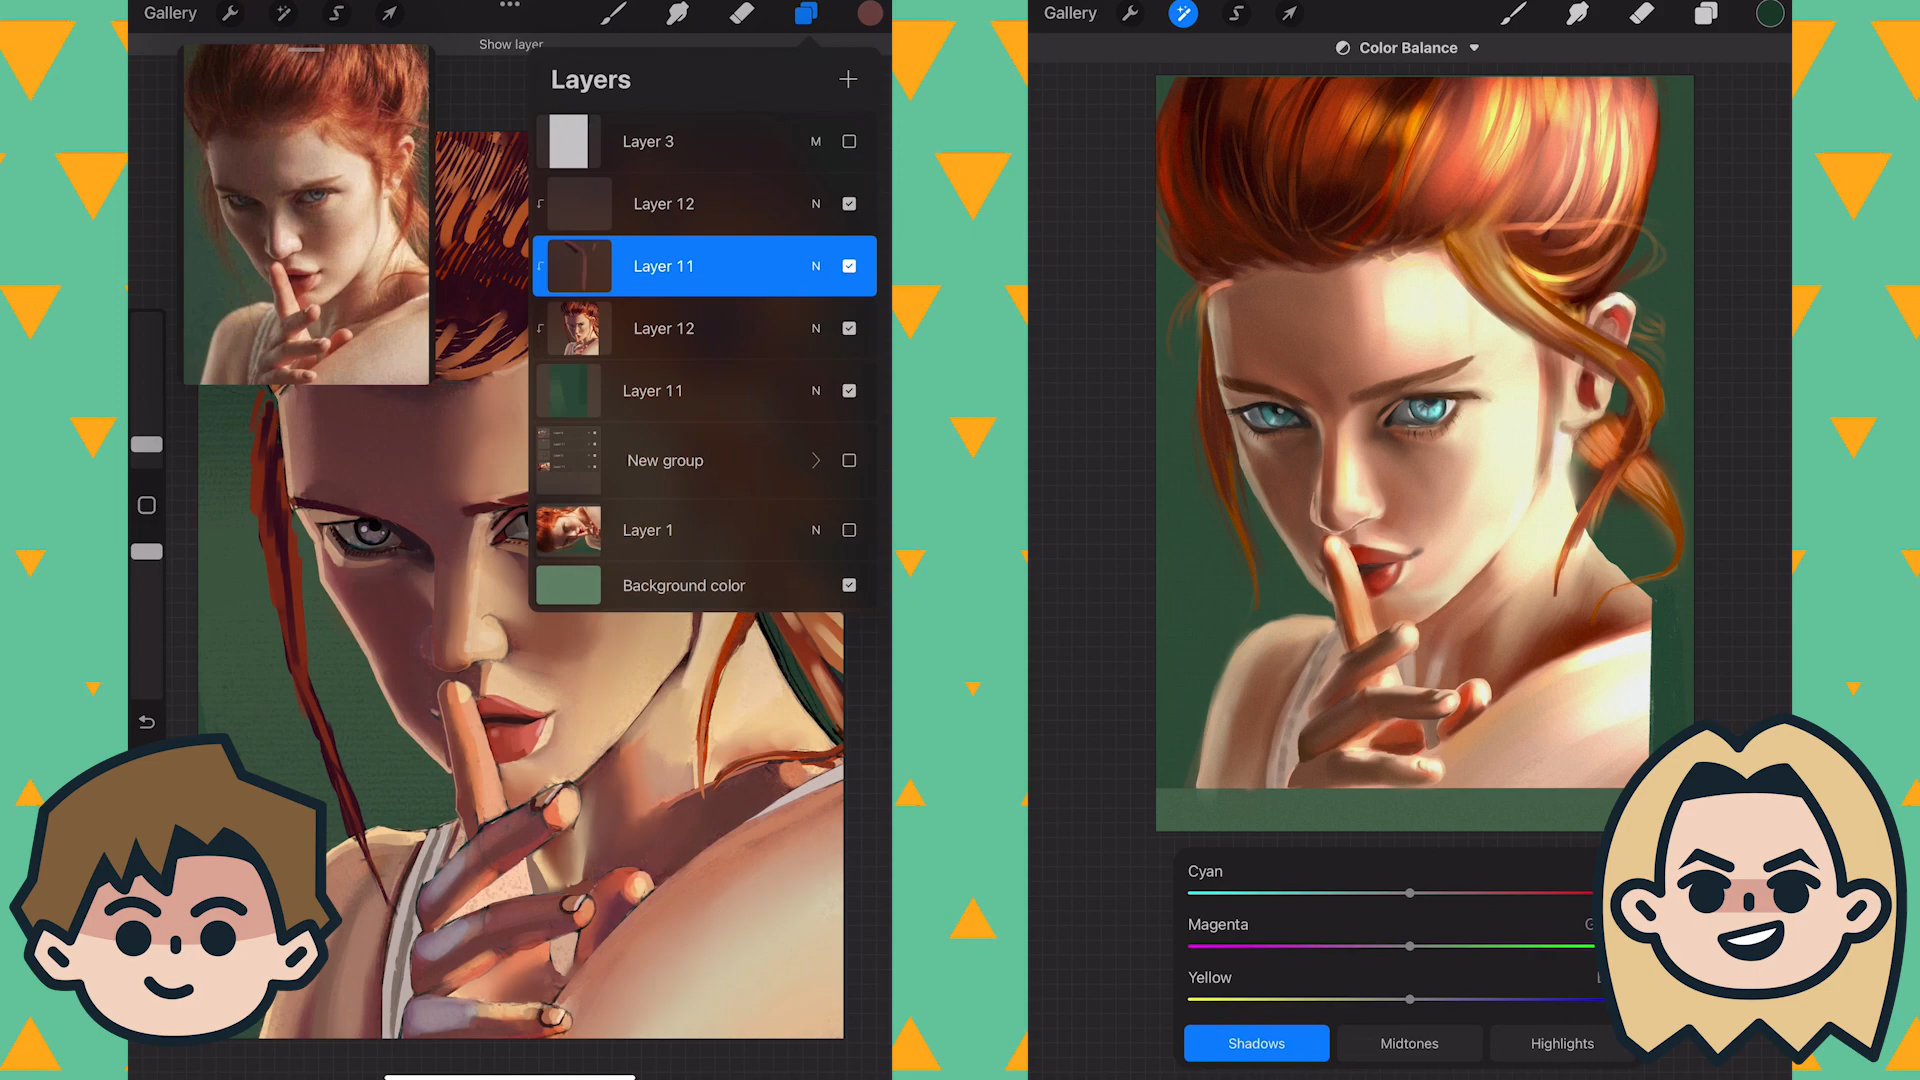 Gallery
Show layer
Layers
Layer 3 M
Layer 12 N
Layer 11 N
Layer 12 N
Layer 11 N
New group
Layer 1 N
Background color
Gallery
Color Balance
Cyan
Magenta
Yellow
Shadows Midtones Highlights